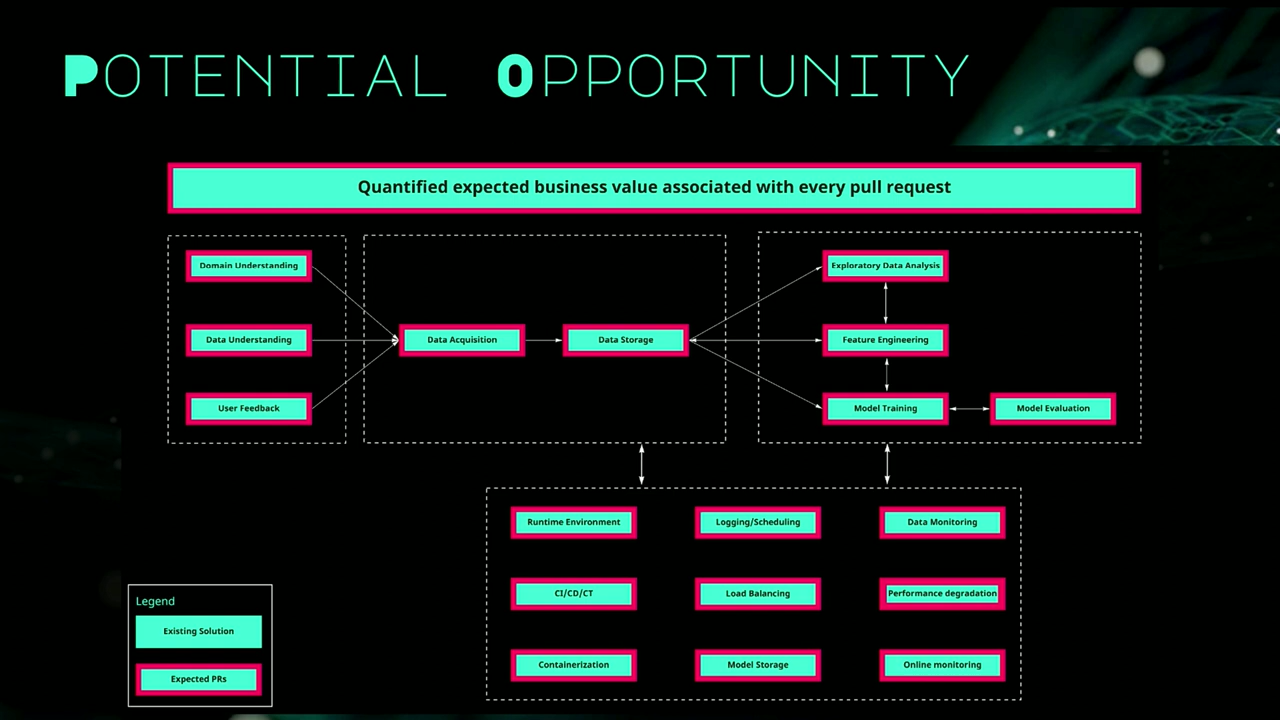 Potential Opportunity
Quantified expected business value associated with every pull request
Domain Understanding
Data Understanding
User Feedback
Data Acquisition
Data Storage
Exploratory Data Analysis
Feature Engineering
Model Training
Model Evaluation
Runtime Environment
Logging/Scheduling
Data Monitoring
CI/CD/CT
Load Balancing
Performance degradation
Containerization
Model Storage
Online monitoring
Legend
Existing Solution
Expected PRs